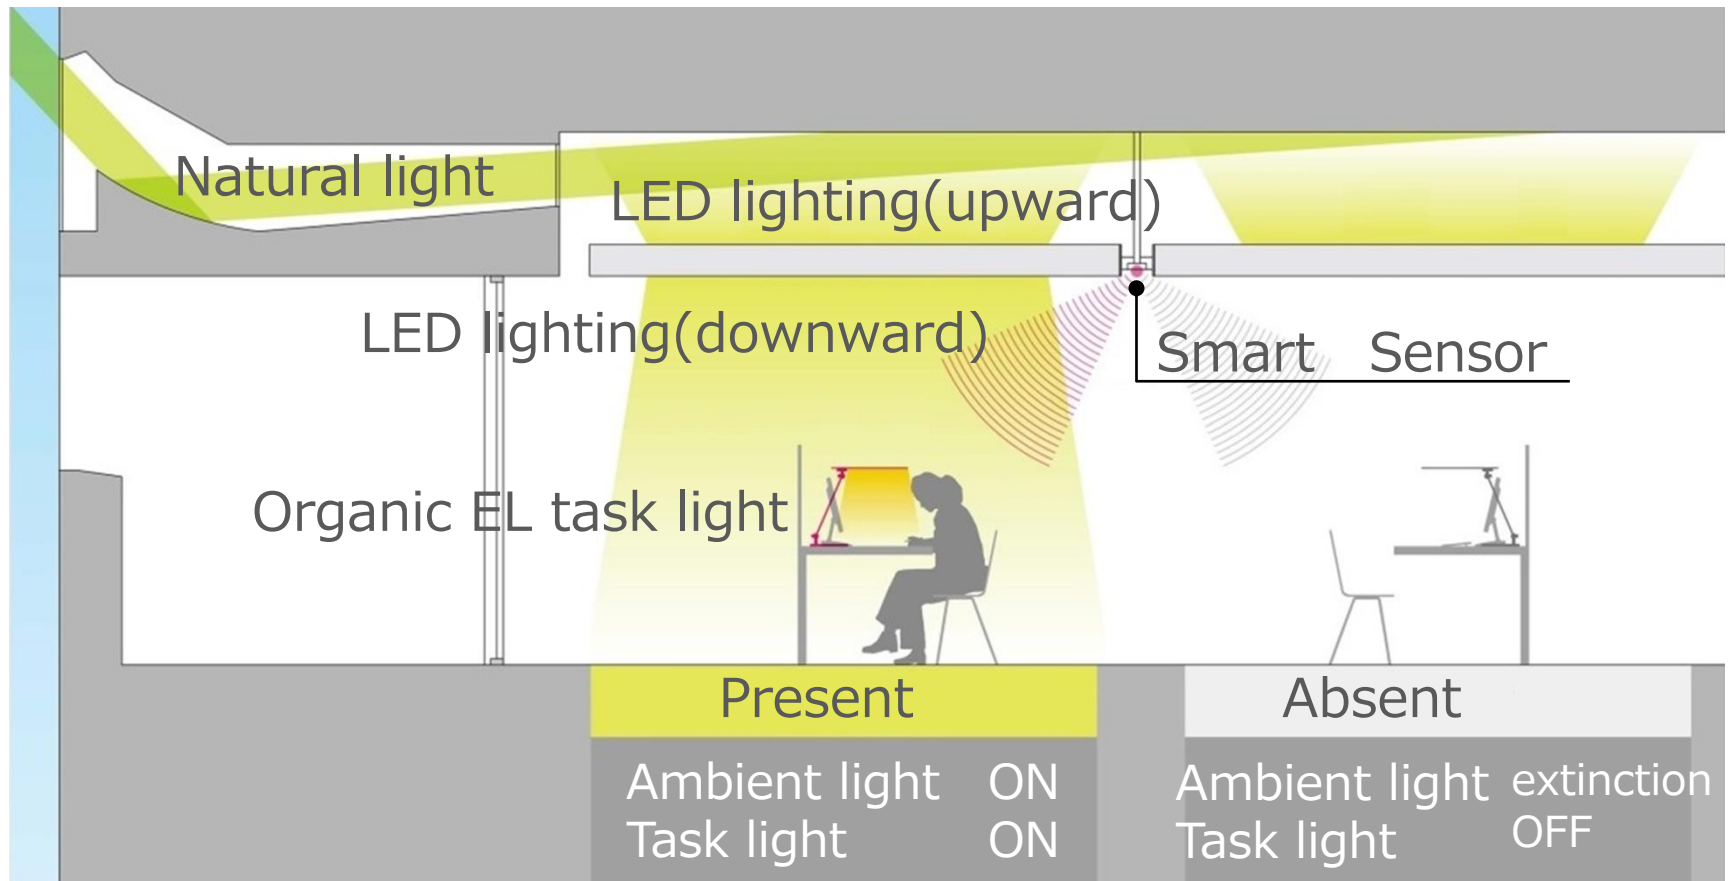 Natural light
LED lighting(upward)
LED lighting(downward)
Smart Sensor
Organic EL task light
Present
Ambient light ON
Task light ON
Absent
Ambient light extinction
Task light OFF